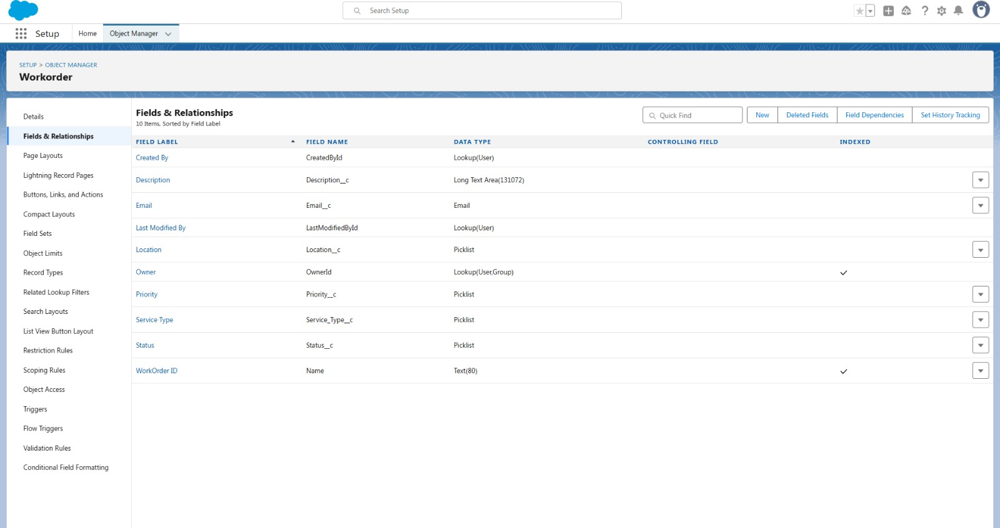 Search Setup
Setup
Home
Object Manager
SETUP > OBJECT MANAGER
Workorder
Details
Fields & Relationships
Page Layouts
Lightning Record Pages
Buttons, Links, and Actions
Compact Layouts
Field Sets
Object Limits
Record Types
Related Lookup Filters
Search Layouts
List View Button Layout
Restriction Rules
Scoping Rules
Object Access
Triggers
Flow Triggers
Validation Rules
Conditional Field Formatting
Fields & Relationships
10 Items, Sorted by Field Label
Quick Find
New
Deleted Fields
Field Dependencies
Set History Tracking
FIELD LABEL FIELD NAME DATA TYPE CONTROLLING FIELD INDEXED
Created By CreatedById Lookup(User)
Description Description__c Long Text Area(131072)
Email Email__c Email
Last Modified By LastModifiedById Lookup(User)
Location Location__c Picklist
Owner OwnerId Lookup(User,Group)
Priority Priority__c Picklist
Service Type Service_Type__c Picklist
Status Status__c Picklist
WorkOrder ID Name Text(80)